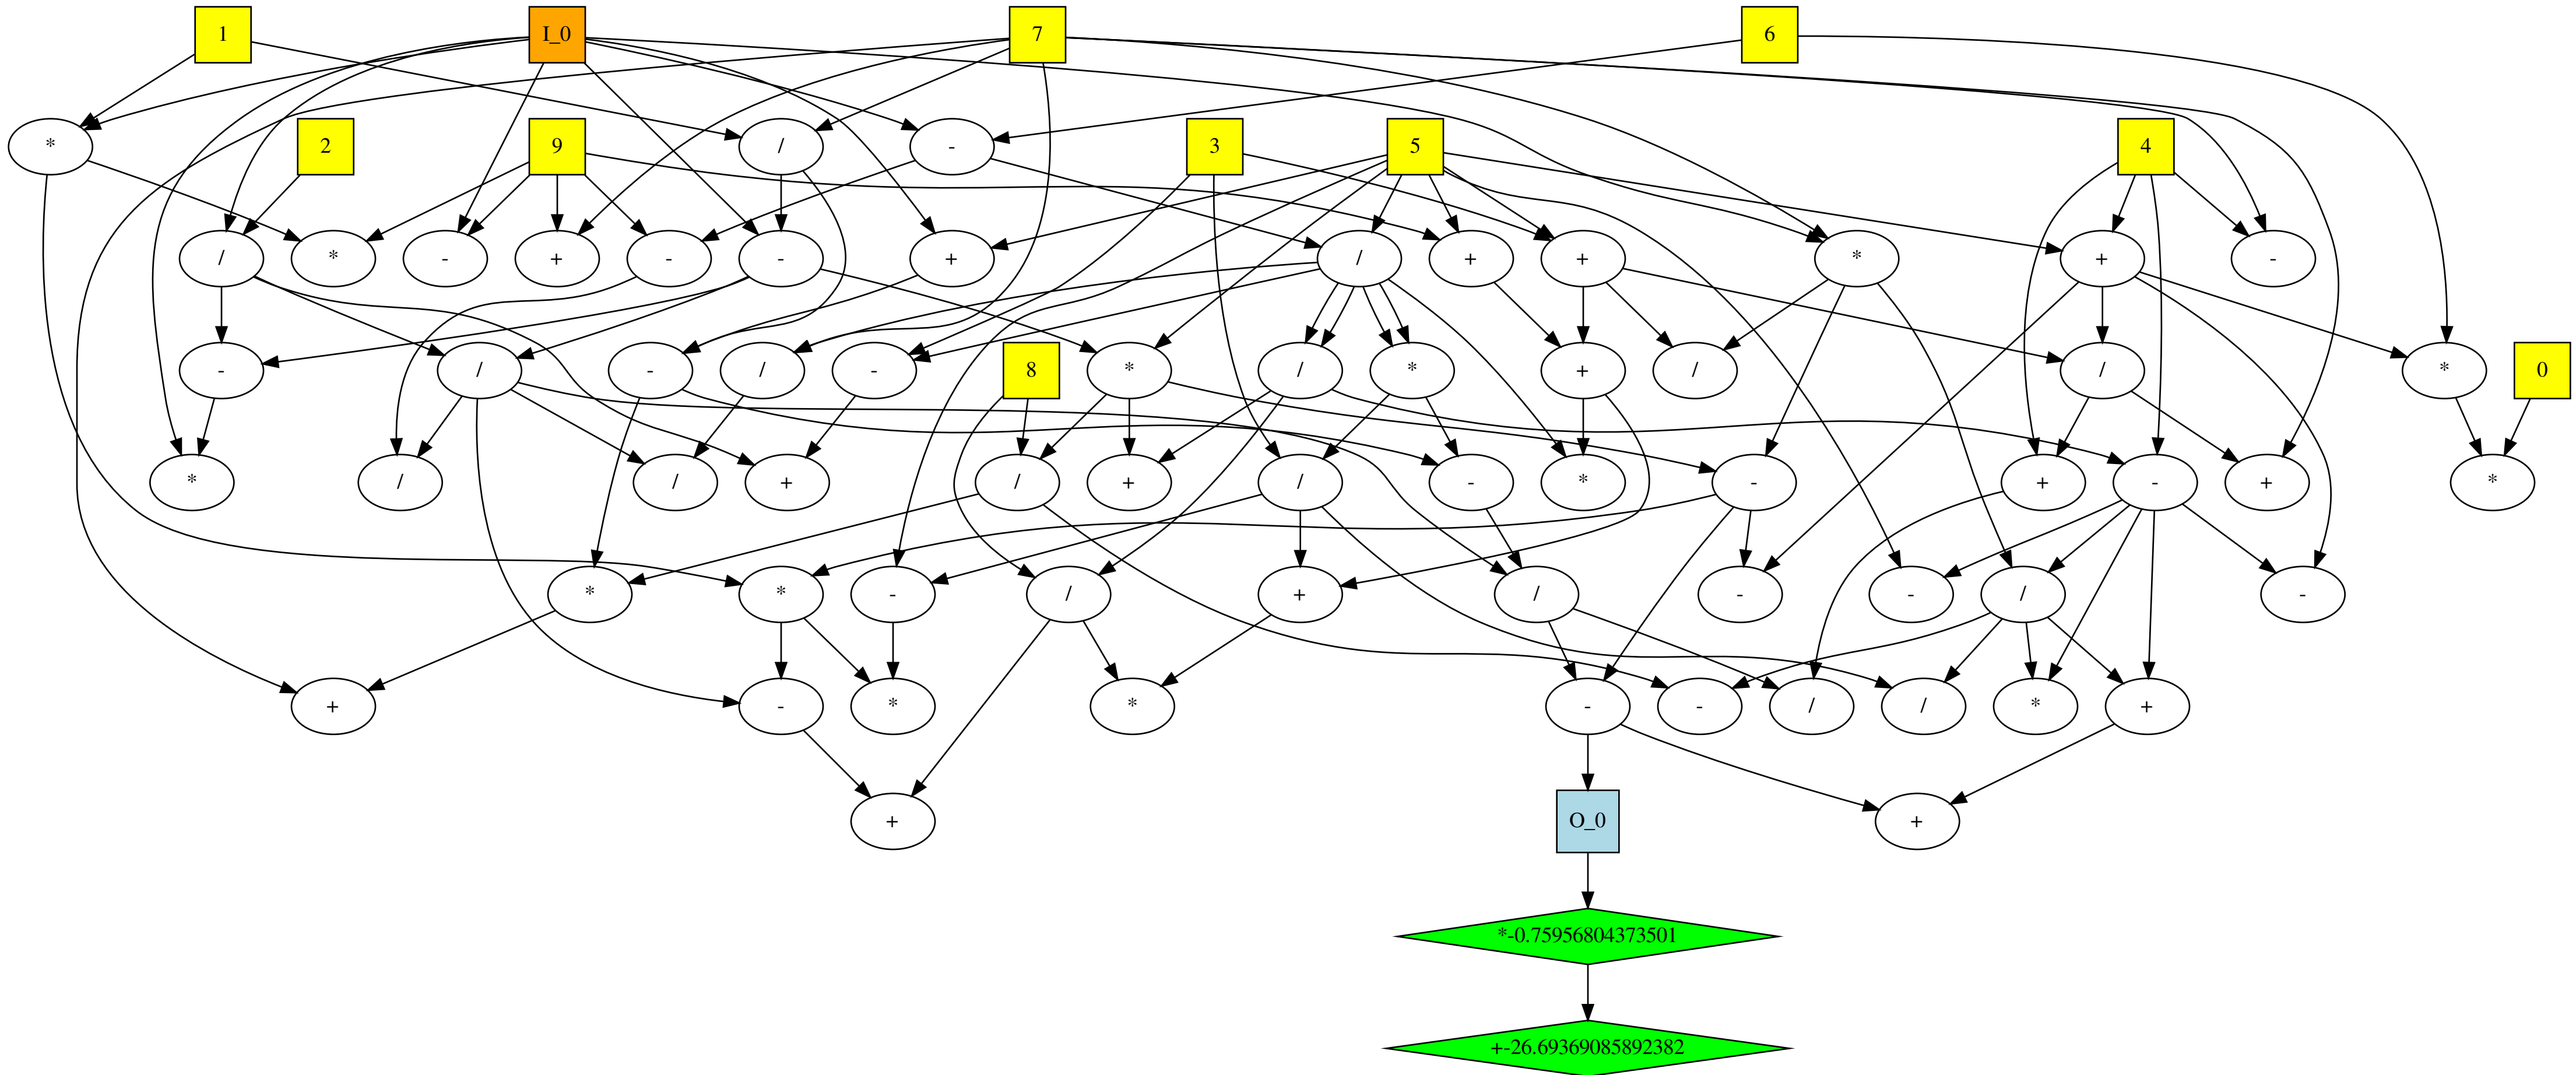 1 I_0 7 6
* 2 9 / - 3 5 4
/ * - + - - + / + + * + -
- / - / - * 8 / * + / / * 0
* / / + / + / - * - + - + *
* * - / + / - - / -
+ - * * - - / / * +
+ O_0 +
*-0.75956804373501
+-26.69369085892382